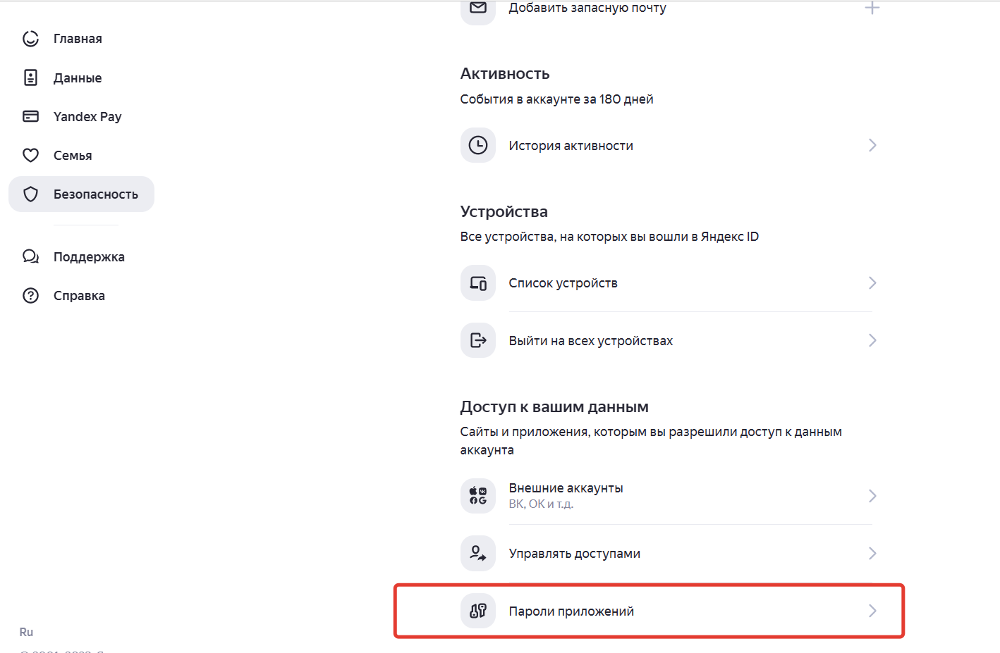 Главная
Данные
Yandex Pay
Семья
Безопасность
Поддержка
Справка
Ru
Добавить запасную почту
Активность
События в аккаунте за 180 дней
История активности
Устройства
Все устройства, на которых вы вошли в Яндекс ID
Список устройств
Выйти на всех устройствах
Доступ к вашим данным
Сайты и приложения, которым вы разрешили доступ к данным
аккаунта
Внешние аккаунты
ВК, ОК и т.д.
Управлять доступами
Пароли приложений